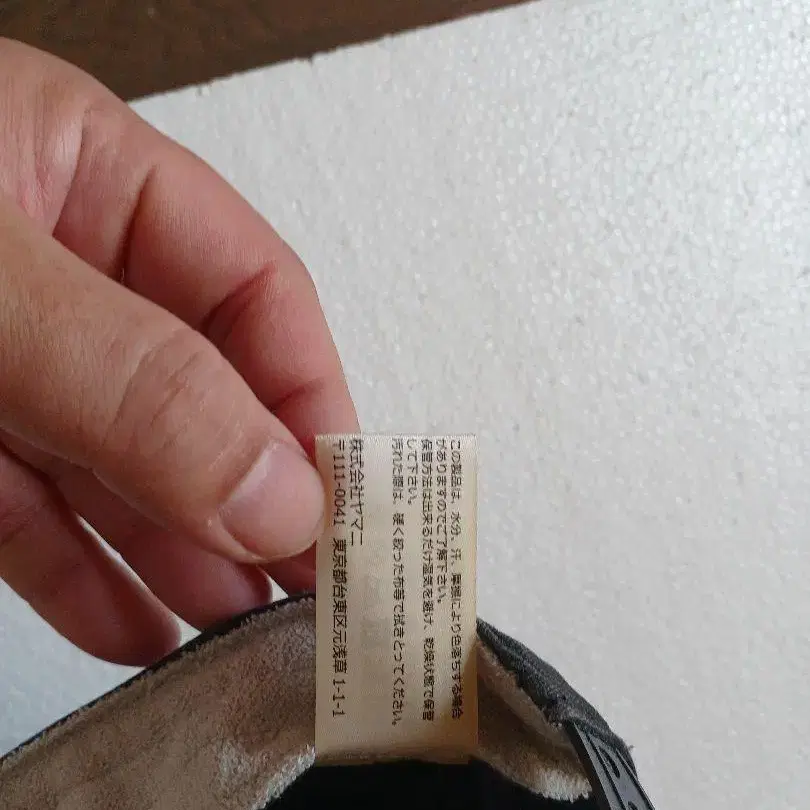 この製品は、水分、汗、摩擦により色落ちする場合
がありますのでご了解下さい。
保管方法は出来るだけ湿気を避け、乾燥状態で保管
して下さい。
汚れた際は、硬く絞った布等で拭きとってください。
株式会社ヤマニ
〒111-0041 東京都台東区元浅草 1-1-1